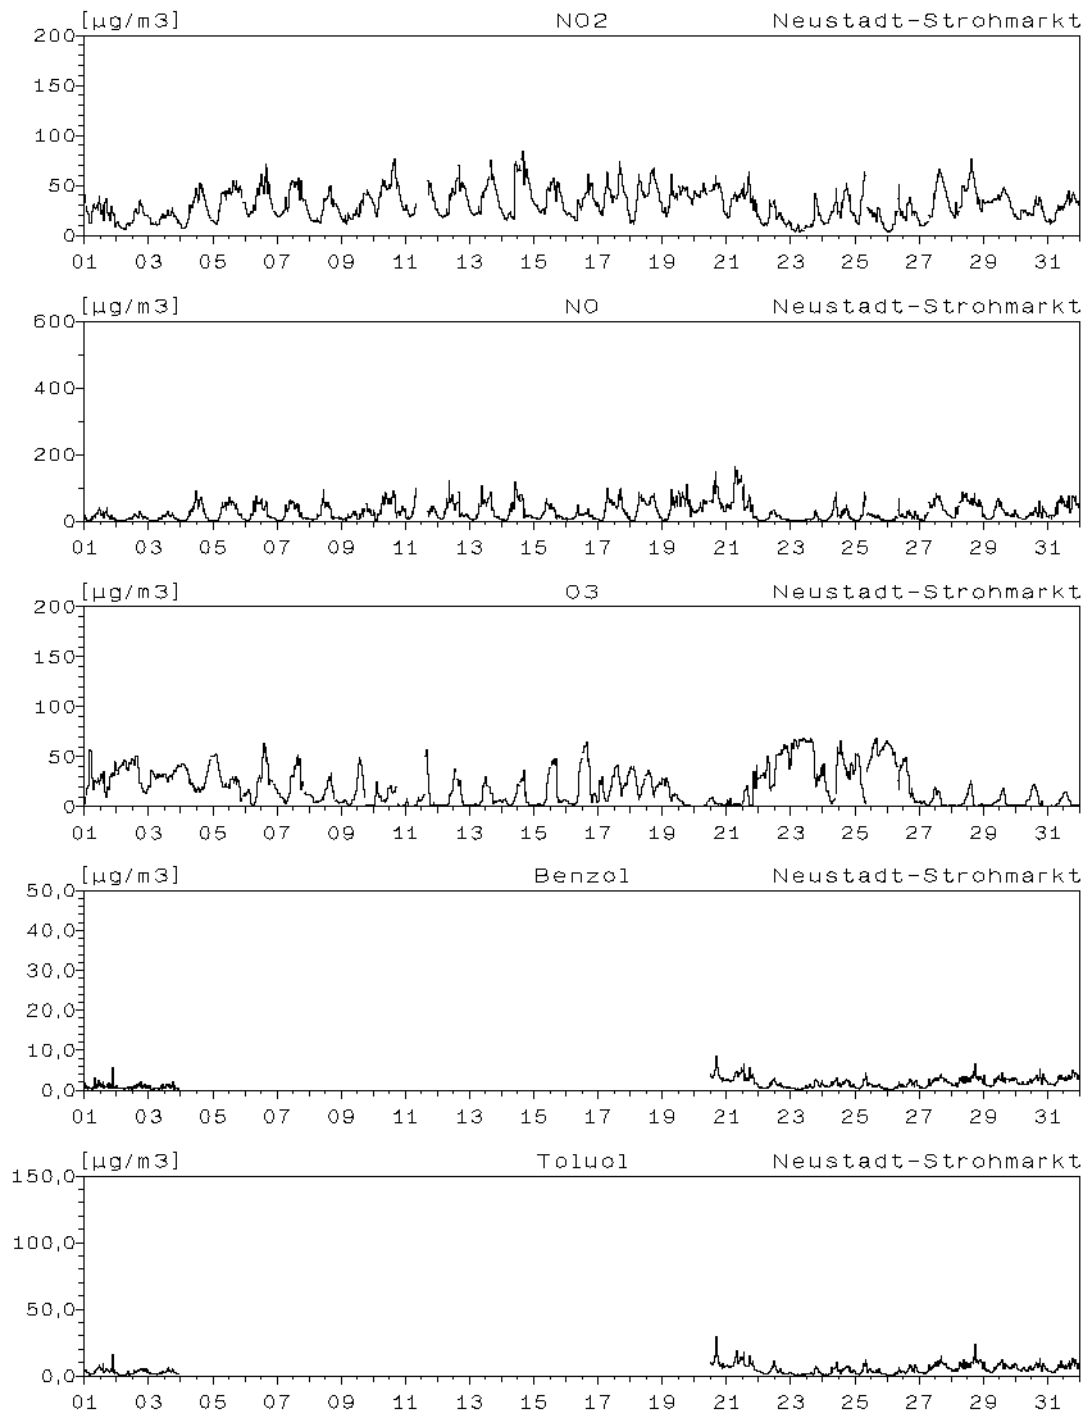 [µg/m3] NO2 Neustadt-Strohmarkt
200
150
100
50
0
01 03 05 07 09 11 13 15 17 19 21 23 25 27 29 31
[µg/m3] NO Neustadt-Strohmarkt
600
400
200
0
01 03 05 07 09 11 13 15 17 19 21 23 25 27 29 31
[µg/m3] O3 Neustadt-Strohmarkt
200
150
100
50
0
01 03 05 07 09 11 13 15 17 19 21 23 25 27 29 31
[µg/m3] Benzol Neustadt-Strohmarkt
50,0
40,0
30,0
20,0
10,0
0,0
01 03 05 07 09 11 13 15 17 19 21 23 25 27 29 31
[µg/m3] Toluol Neustadt-Strohmarkt
150,0
100,0
50,0
0,0
01 03 05 07 09 11 13 15 17 19 21 23 25 27 29 31